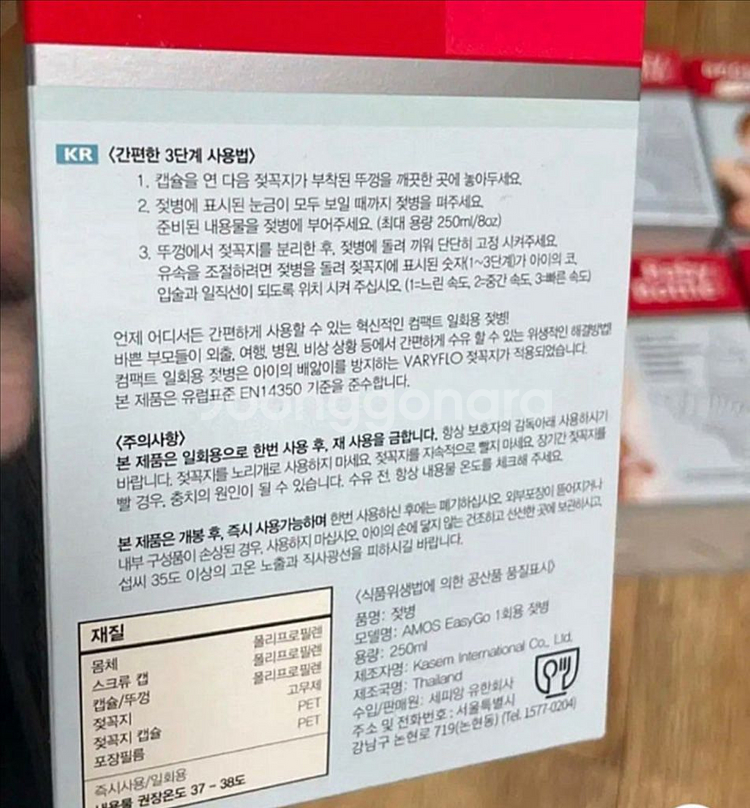 KR 〈간편한 3단계 사용법〉
1. 캡슐을 연 다음 젖꼭지가 부착된 뚜껑을 깨끗한 곳에 놓아두세요.
2. 젖병에 표시된 눈금이 모두 보일 때까지 젖병을 펴주세요.
준비된 내용물을 젖병에 부어주세요. (최대 용량 250ml/8oz)
3. 뚜껑에서 젖꼭지를 분리한 후, 젖병에 돌려 끼워 단단히 고정 시켜주세요.
유속을 조절하려면 젖병을 돌려 젖꼭지에 표시된 숫자(1~3단계)가 아이의 코,
입술과 일직선이 되도록 위치 시켜 주십시오. (1=느린 속도, 2=중간 속도, 3=빠른 속도)
언제 어디서든 간편하게 사용할 수 있는 혁신적인 컴팩트 일회용 젖병!
바쁜 부모들이 외출, 여행, 병원, 비상 상황 등에서 간편하게 수유 할 수 있는 위생적인 해결방법!
컴팩트 일회용 젖병은 아이의 배앓이를 방지하는 VARYFLO 젖꼭지가 적용되었습니다.
본 제품은 유럽표준 EN14350 기준을 준수합니다.
Joonggonara
〈주의사항〉
본 제품은 일회용으로 한번 사용 후, 재 사용을 금합니다. 항상 보호자의 감독아래 사용하시기
바랍니다. 젖꼭지를 노리개로 사용하지 마세요. 젖꼭지를 지속적으로 빨지 마세요. 장기간 젖꼭지를
빨 경우, 충치의 원인이 될 수 있습니다. 수유 전, 항상 내용물 온도를 체크해 주세요.
본 제품은 개봉 후, 즉시 사용가능하며 한번 사용하신 후에는 폐기하십시오. 외부포장이 뜯어지거나
내부 구성품이 손상된 경우, 사용하지 마십시오. 아이의 손에 닿지 않는 건조하고 선선한 곳에 보관하시고,
섭씨 35도 이상의 고온 노출과 직사광선을 피하시길 바랍니다.
재질
몸체 폴리프로필렌
스크류 캡 폴리프로필렌
캡슐/뚜껑 폴리프로필렌
젖꼭지 고무제
젖꼭지 캡슐 PET
포장필름 PET
즉시사용/일회용
내용물 권장온도 37 - 38도
〈식품위생법에 의한 공산품 품질표시〉
품명: 젖병
모델명: AMOS EasyGo 1회용 젖병
용량: 250ml
제조자명: Kasem International Co., Ltd.
제조국명: Thailand
수입/판매원: 세피앙 유한회사
주소 및 전화번호 : 서울특별시
강남구 논현로 719(논현동) (Tel. 1577-0204)
Baby
Bottle